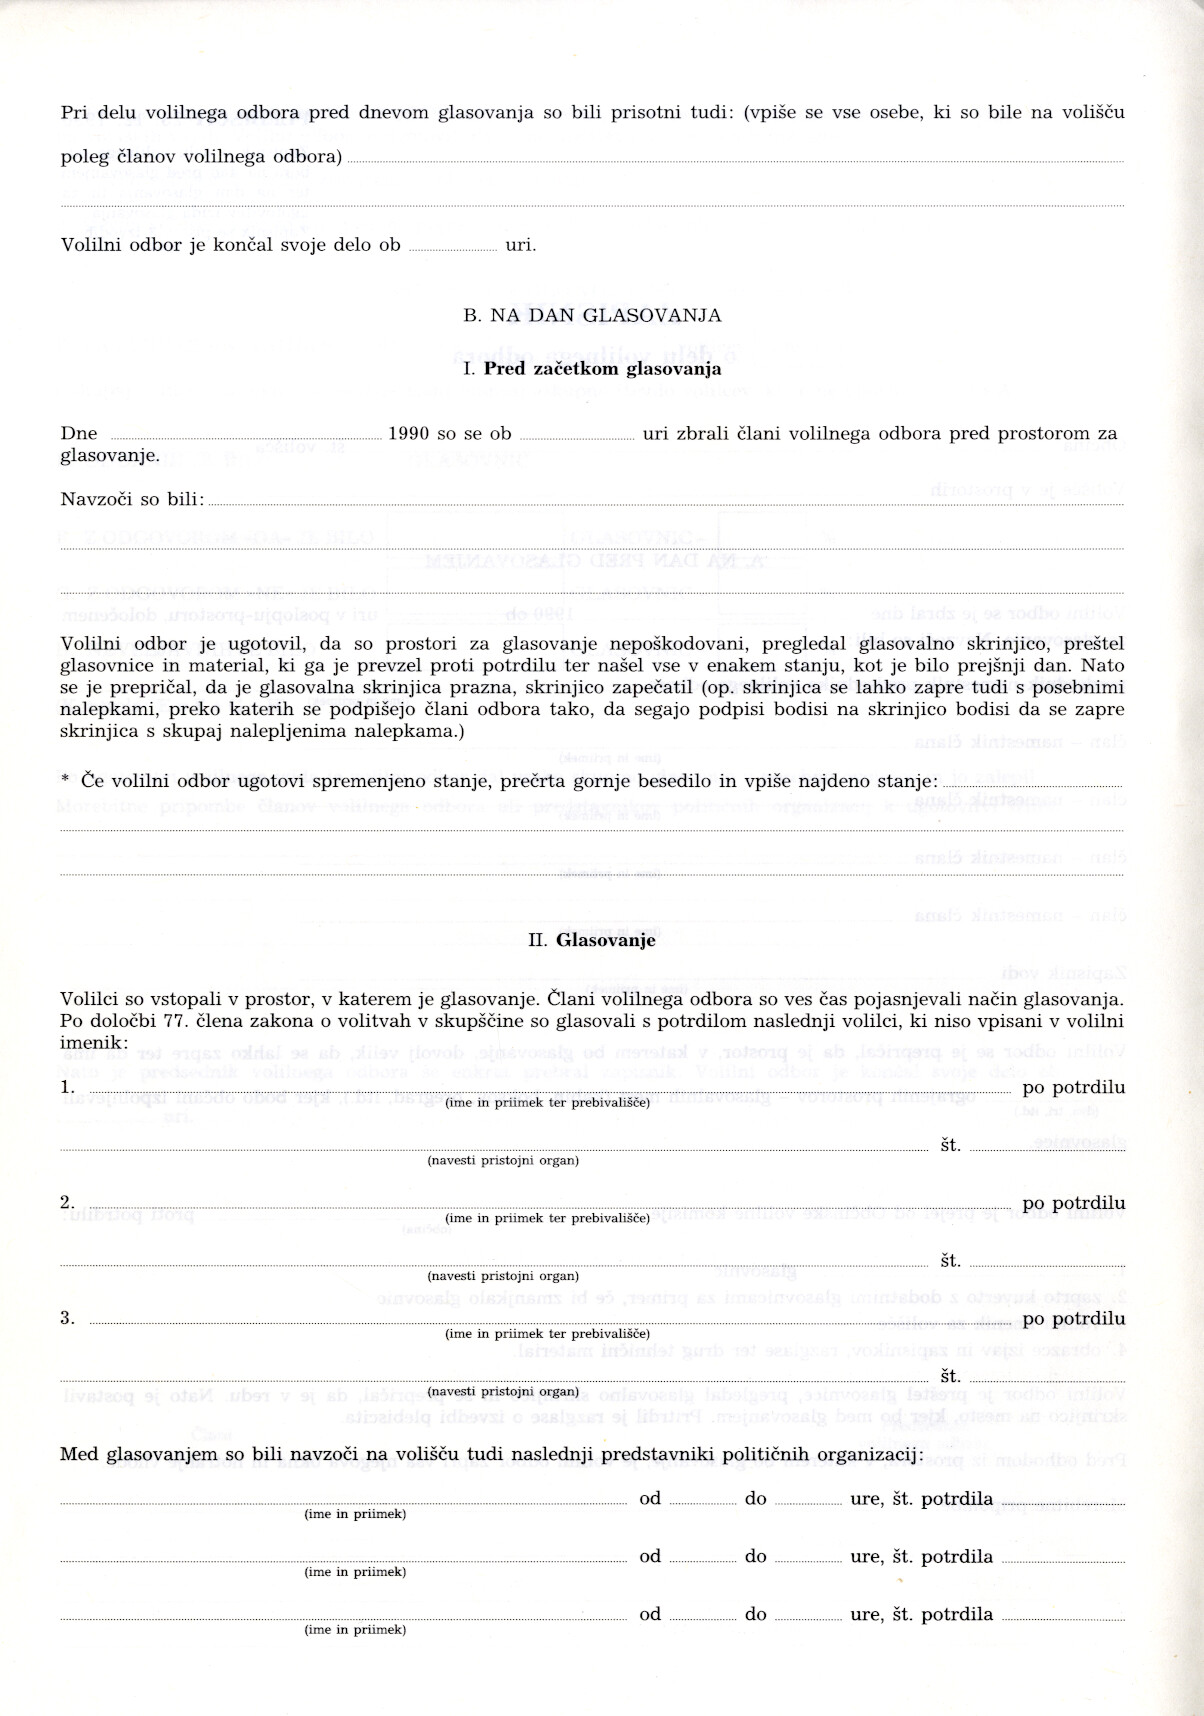 Pri delu volilnega odbora pred dnevom glasovanja so bili prisotni tudi: (vpiše se vse osebe, ki so bile na volišču
poleg članov volilnega odbora)
Volilni odbor je končal svoje delo ob uri.
B. NA DAN GLASOVANJA
I. Pred začetkom glasovanja
Dne 1990 so se ob uri zbrali člani volilnega odbora pred prostorom za
glasovanje.
Navzoči so bili:
Volilni odbor je ugotovil, da so prostori za glasovanje nepoškodovani, pregledal glasovalno skrinjico, preštel
glasovnice in material, ki ga je prevzel proti potrdilu ter našel vse v enakem stanju, kot je bilo prejšnji dan. Nato
se je prepričal, da je glasovalna skrinjica prazna, skrinjico zapečatil (op. skrinjica se lahko zapre tudi s posebnimi
nalepkami, preko katerih se podpišejo člani odbora tako, da segajo podpisi bodisi na skrinjico bodisi da se zapre
skrinjica s skupaj nalepljenima nalepkama.)
* Če volilni odbor ugotovi spremenjeno stanje, prečrta gornje besedilo in vpiše najdeno stanje:
II. Glasovanje
Volilci so vstopali v prostor, v katerem je glasovanje. Člani volilnega odbora so ves čas pojasnjevali način glasovanja.
Po določbi 77. člena zakona o volitvah v skupščine so glasovali s potrdilom naslednji volilci, ki niso vpisani v volilni
imenik:
1. po potrdilu
(ime in priimek ter prebivališče)
št.
(navesti pristojni organ)
2. po potrdilu
(ime in priimek ter prebivališče)
št.
(navesti pristojni organ)
3. po potrdilu
(ime in priimek ter prebivališče)
št.
(navesti pristojni organ)
Med glasovanjem so bili navzoči na volišču tudi naslednji predstavniki političnih organizacij:
od do ure, št. potrdila
(ime in priimek)
od do ure, št. potrdila
(ime in priimek)
od do ure, št. potrdila
(ime in priimek)